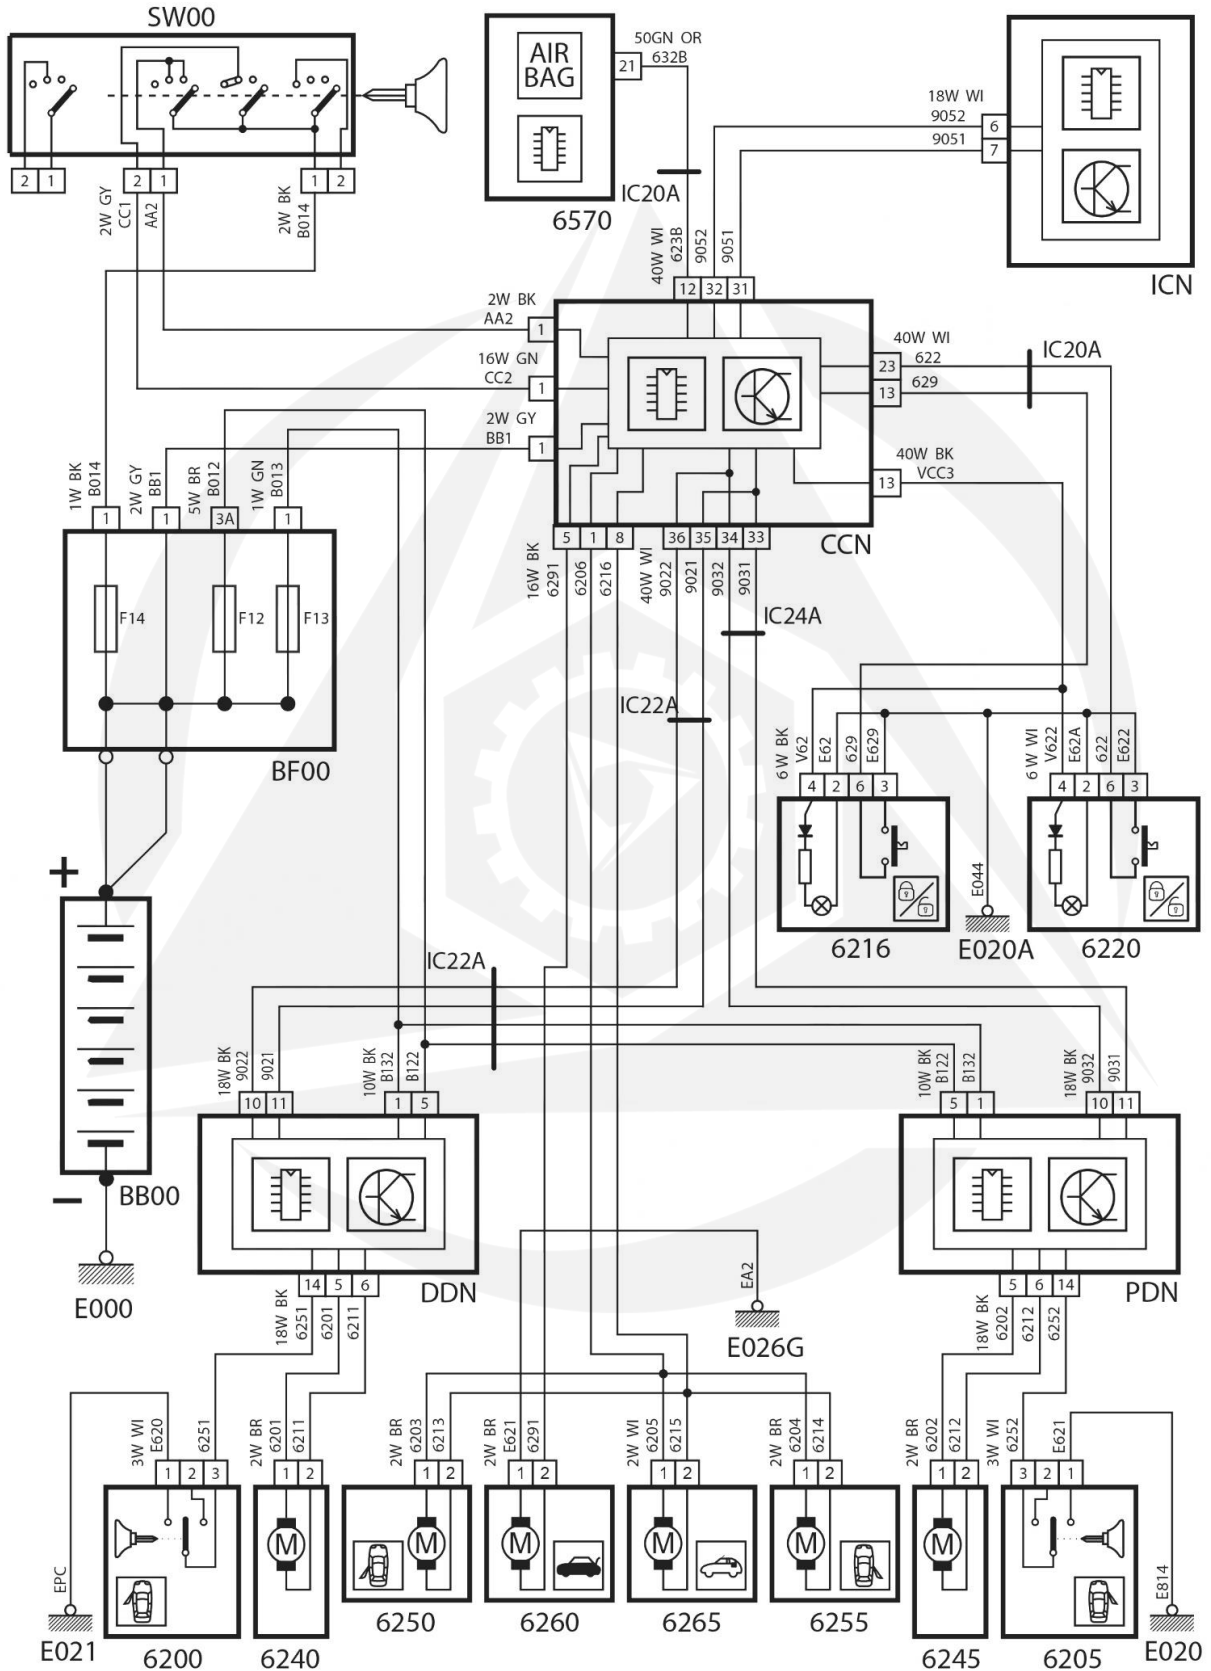 SW00
2
1
2
1
1
2
2W GY
CC1
AA2
2W BK
B014
AIR
BAG
21
50GN OR
632B
6570
IC20A
18W WI
9052
9051
6
7
ICN
40W WI
623B
9052
9051
12
32
31
2W BK
AA2
1
16W GN
CC2
1
2W GY
BB1
1
40W WI
622
23
629
13
IC20A
40W BK
VCC3
13
CCN
5
1
8
36
35
34
33
16W BK
6291
6206
6216
40W WI
9022
9021
9032
9031
IC24A
IC22A
1W BK
B014
2W GY
BB1
5W BR
B012
1W GN
B013
1
1
3A
1
F14
F12
F13
BF00
+
−
BB00
E000
6 W BK
V62
E62
629
E629
4
2
6
3
6216
E044
E020A
6 W WI
V622
E62A
622
E622
4
2
6
3
6220
IC22A
18W BK
9022
9021
10W BK
B132
B122
10
11
1
5
14
5
6
DDN
18W BK
6251
6201
6211
10W BK
B122
B132
18W BK
9032
9031
5
1
10
11
5
6
14
PDN
18W BK
6202
6212
6252
EA2
E026G
EPC
E021
3W WI
E620
6251
1
2
3
6200
2W BR
6201
6211
1
2
M
6240
2W BR
6203
6213
1
2
M
6250
2W BR
E621
6291
1
2
M
6260
2W WI
6205
6215
1
2
M
6265
2W BR
6204
6214
1
2
M
6255
2W BR
6202
6212
1
2
M
6245
3W WI
6252
E621
3
2
1
6205
E814
E020